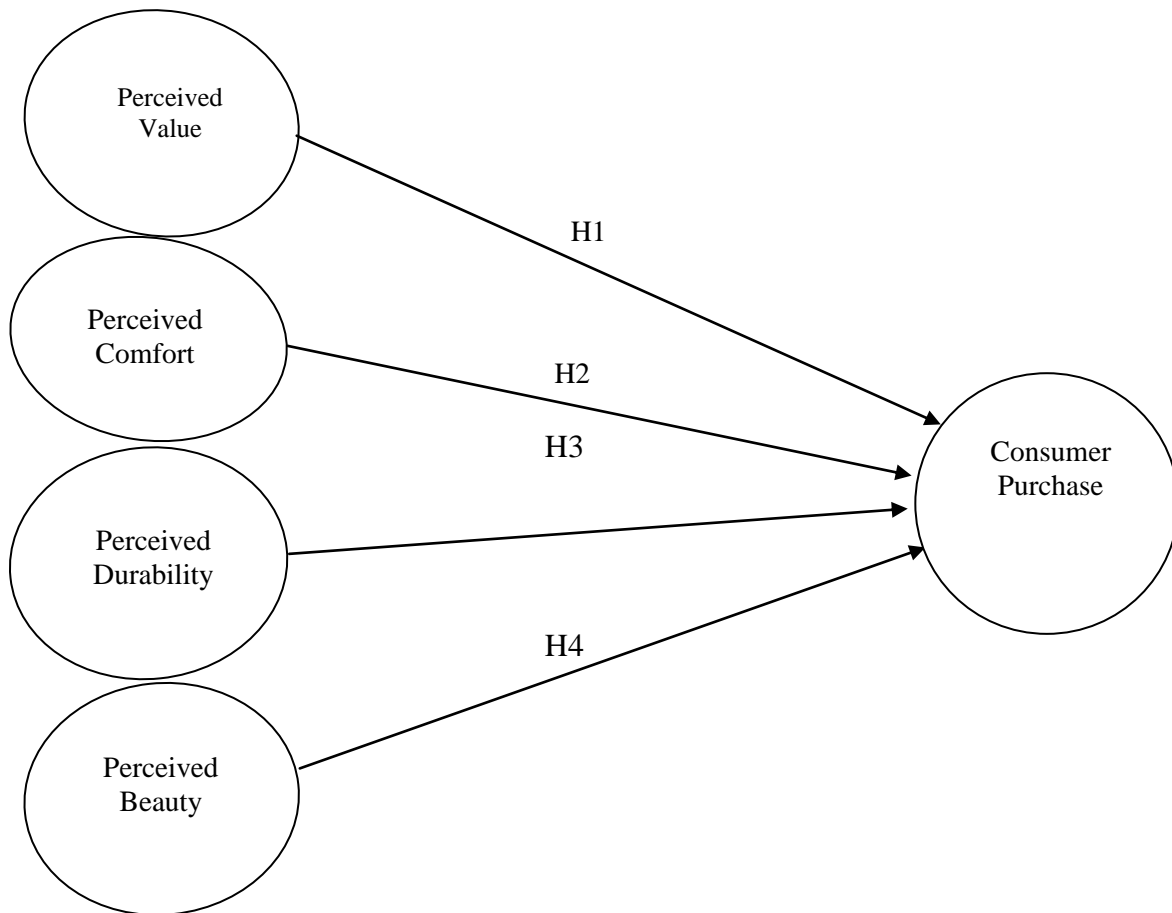 Perceived
Value
H1
Perceived
Comfort
H2
H3
Consumer
Purchase
Perceived
Durability
H4
Perceived
Beauty